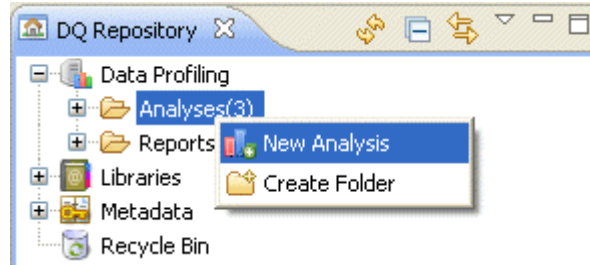 DQ Repository
Data Profiling
Analyses(3)
Reports
New Analysis
Create Folder
Libraries
Metadata
Recycle Bin